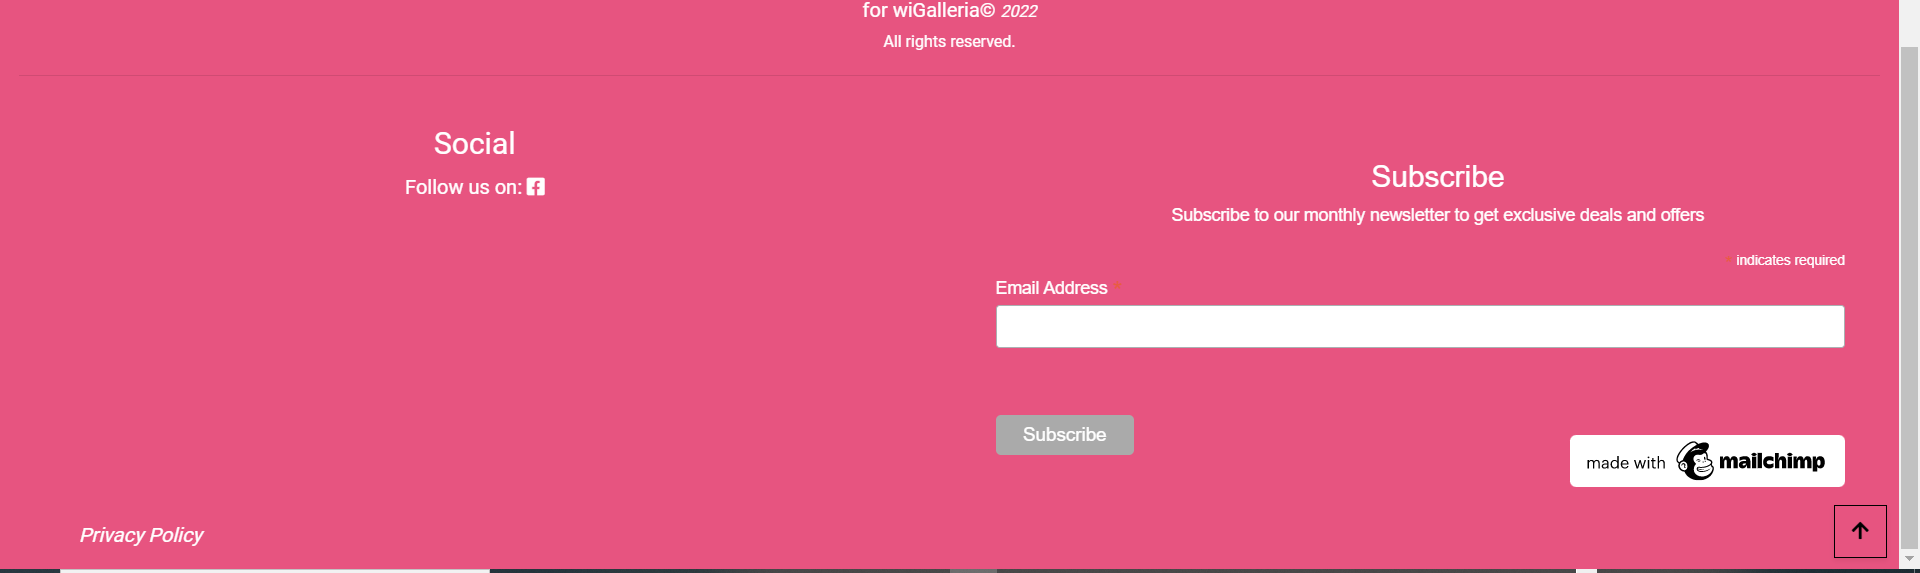 for wiGalleria© 2022
All rights reserved.
Social
Follow us on:
Subscribe
Subscribe to our monthly newsletter to get exclusive deals and offers
* indicates required
Email Address *
Subscribe
made with mailchimp
Privacy Policy